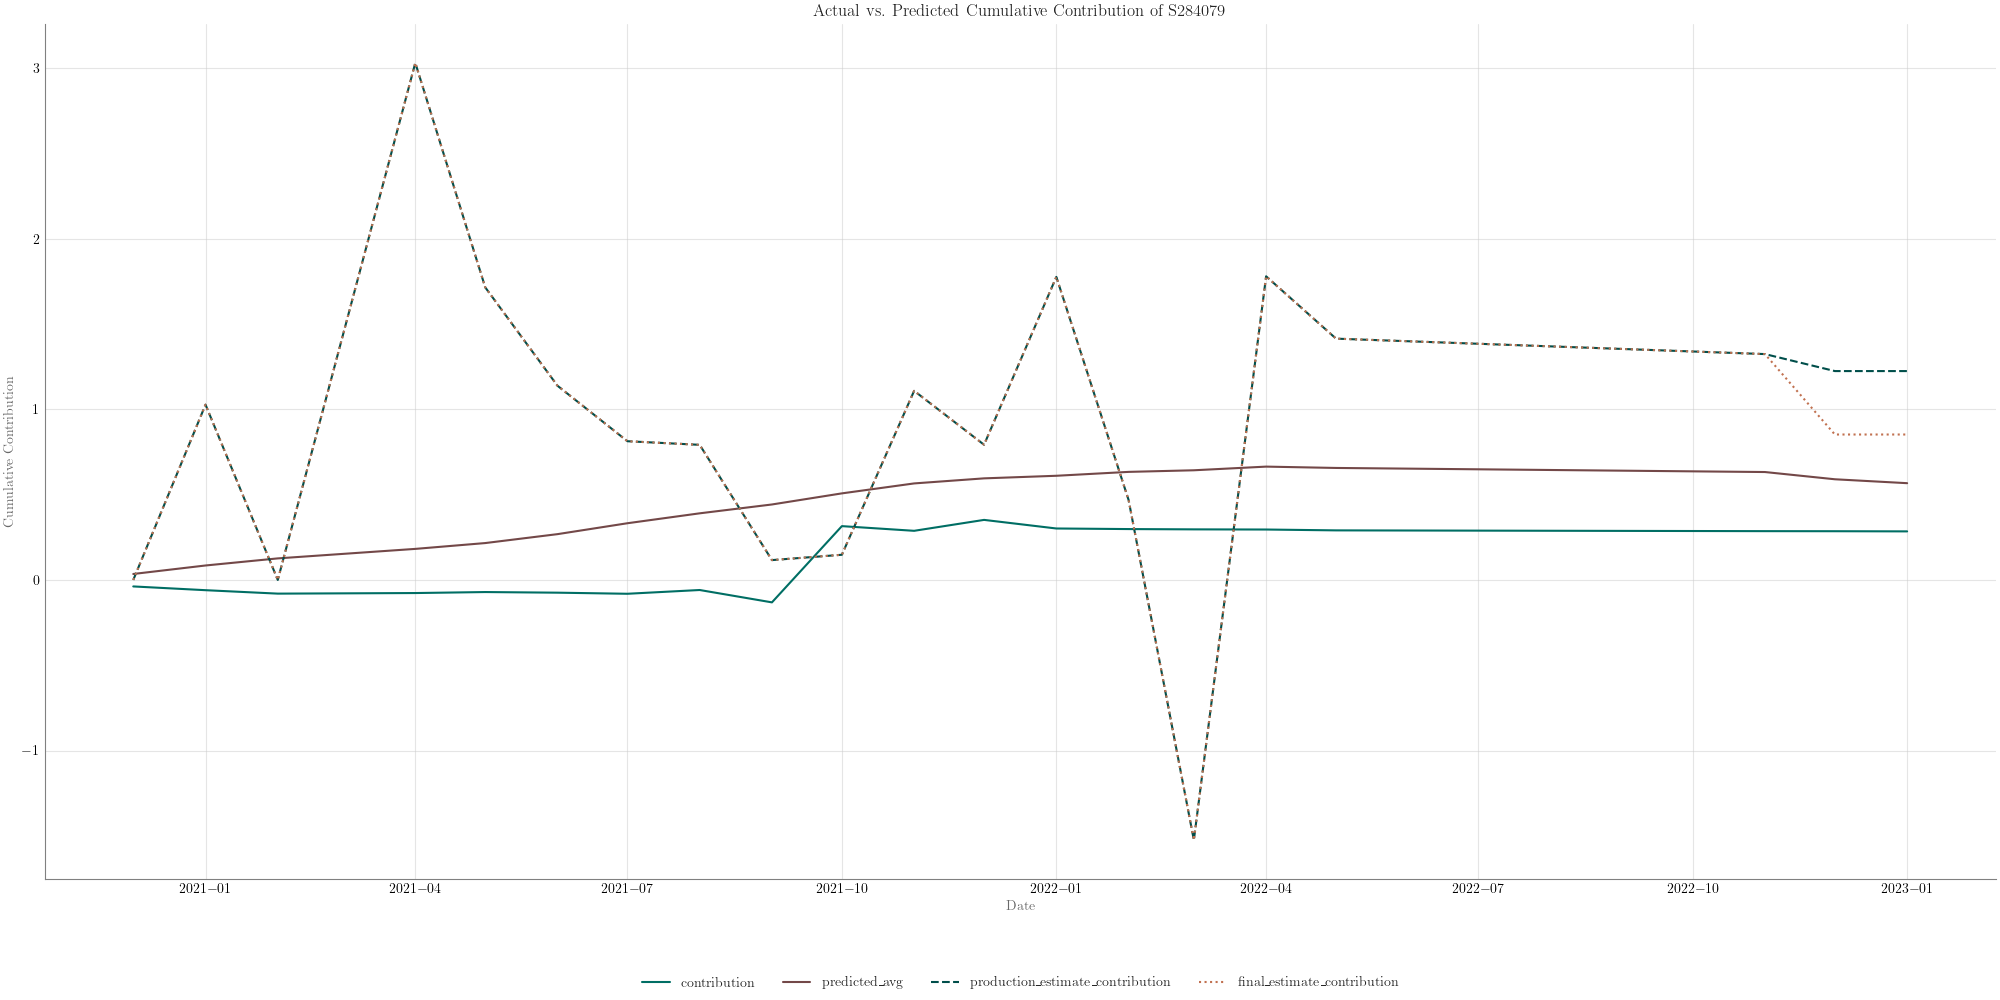 Actual vs. Predicted Cumulative Contribution of S284079
Cumulative Contribution
3
2
1
0
−1
2021−01 2021−04 2021−07 2021−10 2022−01 2022−04 2022−07 2022−10 2023−01
Date
contribution predicted_avg production_estimate_contribution final_estimate_contribution